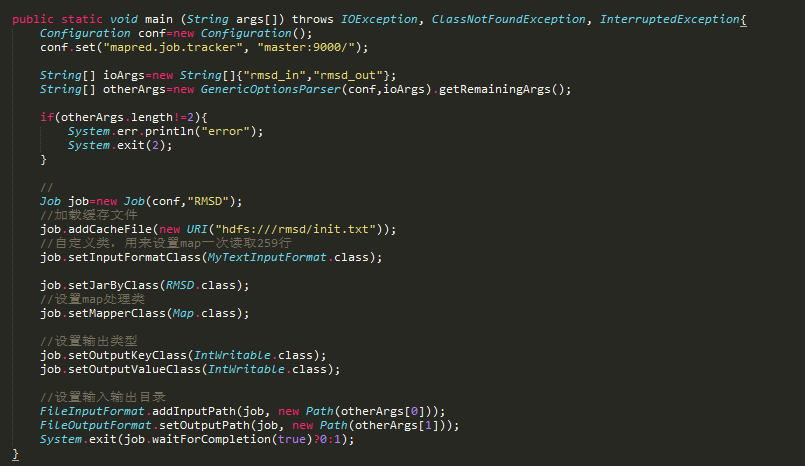 public static void main (String args[]) throws IOException, ClassNotFoundException, InterruptedException{
Configuration conf=new Configuration();
conf.set("mapred.job.tracker", "master:9000/");
String[] ioArgs=new String[]{"rmsd_in","rmsd_out"};
String[] otherArgs=new GenericOptionsParser(conf,ioArgs).getRemainingArgs();
if(otherArgs.length!=2){
System.err.println("error");
System.exit(2);
}
//
Job job=new Job(conf,"RMSD");
//加载缓存文件
job.addCacheFile(new URI("hdfs:///rmsd/init.txt"));
//自定义类，用来设置map一次读取259行
job.setInputFormatClass(MyTextInputFormat.class);
job.setJarByClass(RMSD.class);
//设置map处理类
job.setMapperClass(Map.class);
//设置输出类型
job.setOutputKeyClass(IntWritable.class);
job.setOutputValueClass(IntWritable.class);
//设置输入输出目录
FileInputFormat.addInputPath(job, new Path(otherArgs[0]));
FileOutputFormat.setOutputPath(job, new Path(otherArgs[1]));
System.exit(job.waitForCompletion(true)?0:1);
}